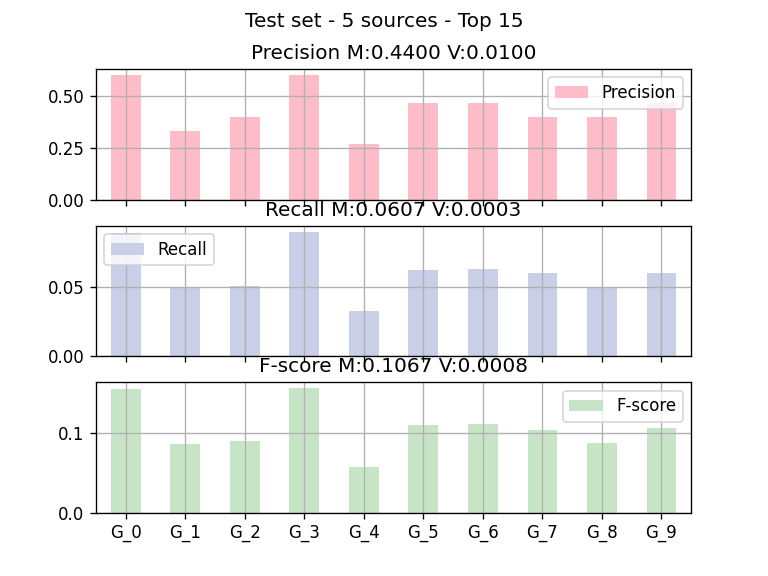 Test set - 5 sources - Top 15
Precision M:0.4400 V:0.0100
Precision
0.50
0.25
0.00
Recall M:0.0607 V:0.0003
Recall
0.05
0.00
F-score M:0.1067 V:0.0008
F-score
0.1
0.0
G_0 G_1 G_2 G_3 G_4 G_5 G_6 G_7 G_8 G_9